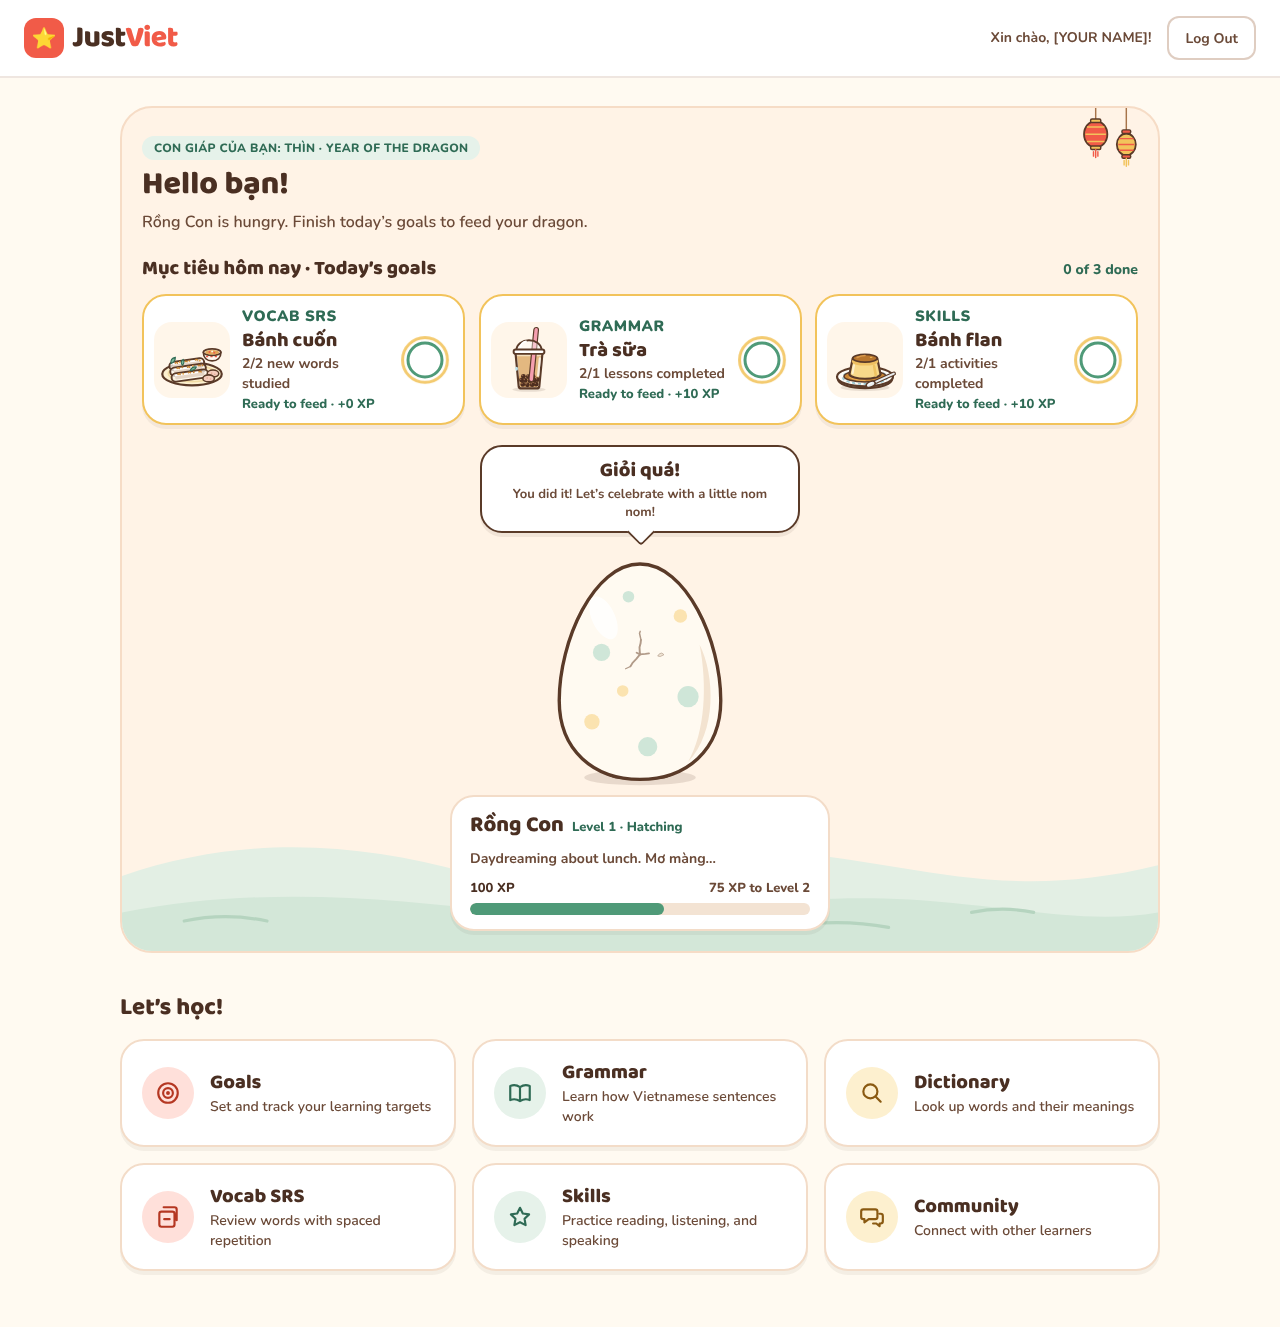 JustViet
Xin chào, [YOUR NAME]!
Log Out
CON GIÁP CỦA BẠN: THÌN · YEAR OF THE DRAGON
Hello bạn!
Rồng Con is hungry. Finish today's goals to feed your dragon.
Mục tiêu hôm nay · Today's goals
0 of 3 done
VOCAB SRS
Bánh cuốn
2/2 new words
studied
Ready to feed · +0 XP
GRAMMAR
Trà sữa
2/1 lessons completed
Ready to feed · +10 XP
SKILLS
Bánh flan
2/1 activities
completed
Ready to feed · +10 XP
Giỏi quá!
You did it! Let's celebrate with a little nom
nom!
Rồng Con Level 1 · Hatching
Daydreaming about lunch. Mơ màng...
100 XP
75 XP to Level 2
Let's học!
Goals
Set and track your learning targets
Grammar
Learn how Vietnamese sentences
work
Dictionary
Look up words and their meanings
Vocab SRS
Review words with spaced
repetition
Skills
Practice reading, listening, and
speaking
Community
Connect with other learners